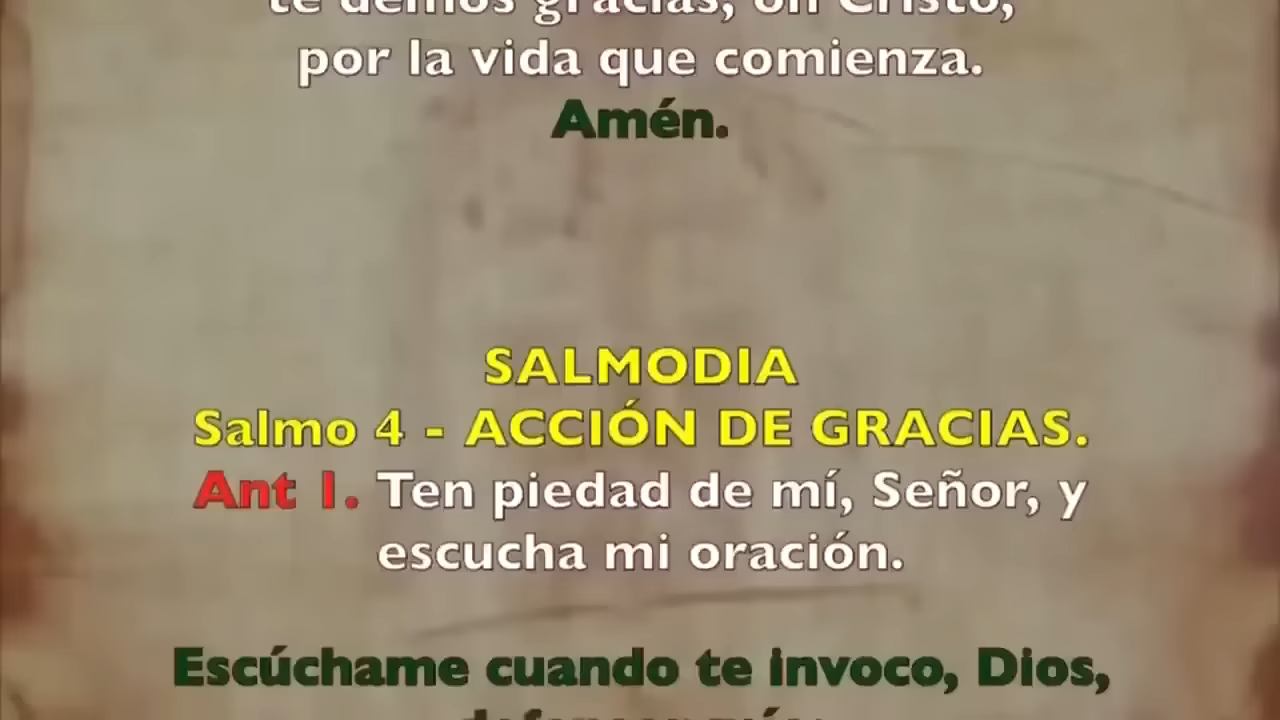 te demos gracias, oh Cristo,
por la vida que comienza.
Amén.
SALMODIA
Salmo 4 - ACCIÓN DE GRACIAS.
Ant 1. Ten piedad de mí, Señor, y
escucha mi oración.
Escúchame cuando te invoco, Dios,